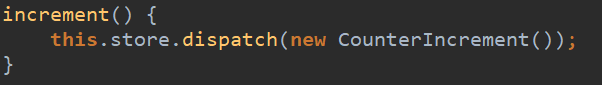 increment() {
    this.store.dispatch(new CounterIncrement());
}